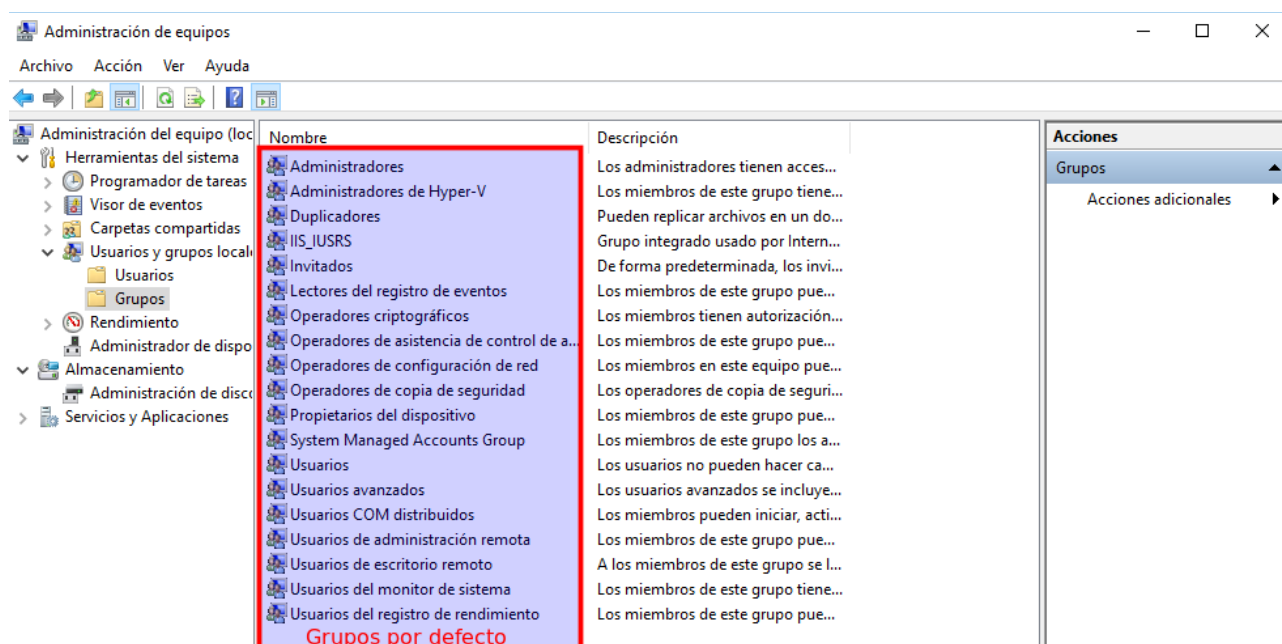 Administración de equipos
Archivo Acción Ver Ayuda
Administración del equipo (loc
Herramientas del sistema
Programador de tareas
Visor de eventos
Carpetas compartidas
Usuarios y grupos local
Usuarios
Grupos
Rendimiento
Administrador de dispo
Almacenamiento
Administración de disco
Servicios y Aplicaciones
Nombre Descripción
Administradores Los administradores tienen acces...
Administradores de Hyper-V Los miembros de este grupo tiene...
Duplicadores Pueden replicar archivos en un do...
IIS_IUSRS Grupo integrado usado por Intern...
Invitados De forma predeterminada, los invi...
Lectores del registro de eventos Los miembros de este grupo pue...
Operadores criptográficos Los miembros tienen autorización...
Operadores de asistencia de control de a... Los miembros de este grupo pue...
Operadores de configuración de red Los miembros en este equipo pue...
Operadores de copia de seguridad Los operadores de copia de seguri...
Propietarios del dispositivo Los miembros de este grupo pue...
System Managed Accounts Group Los miembros de este grupo los a...
Usuarios Los usuarios no pueden hacer ca...
Usuarios avanzados Los usuarios avanzados se incluye...
Usuarios COM distribuidos Los miembros pueden iniciar, acti...
Usuarios de administración remota Los miembros de este grupo pue...
Usuarios de escritorio remoto A los miembros de este grupo se l...
Usuarios del monitor de sistema Los miembros de este grupo tiene...
Usuarios del registro de rendimiento Los miembros de este grupo pue...
Grupos por defecto
Acciones
Grupos
Acciones adicionales